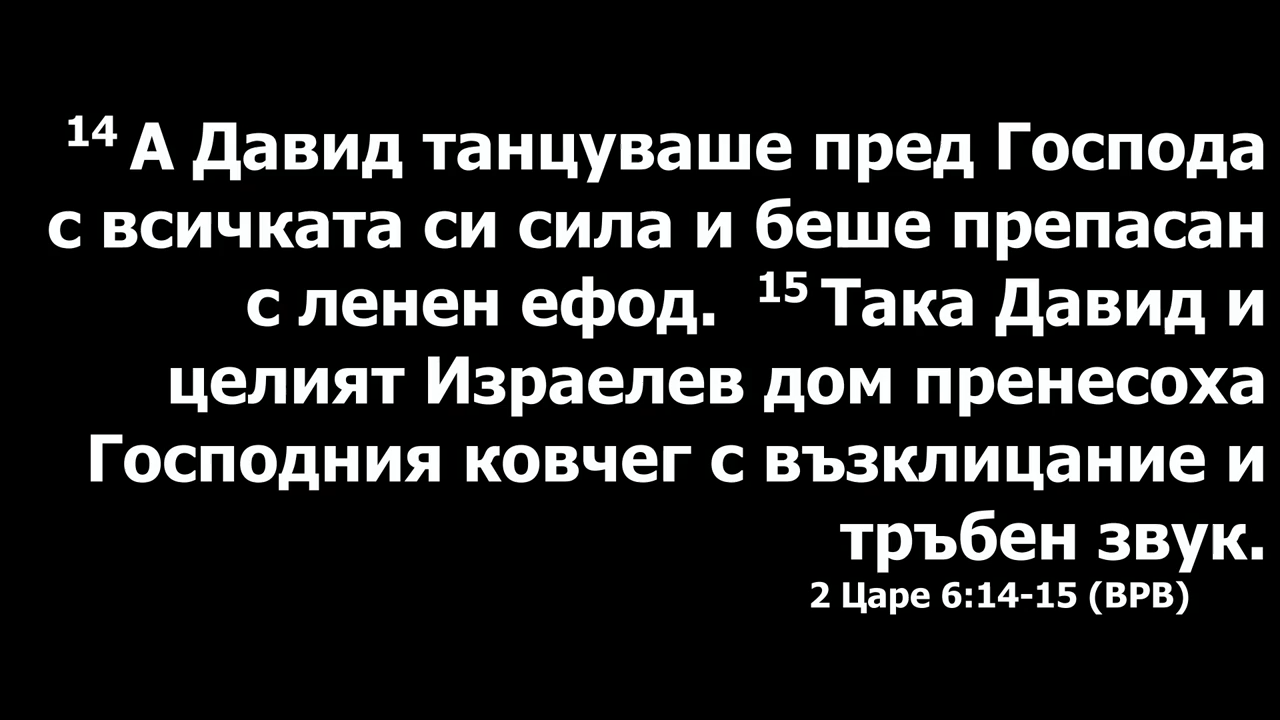 14 А Давид танцуваше пред Господа
с всичката си сила и беше препасан
с ленен ефод. 15 Така Давид и
целият Израелев дом пренесоха
Господния ковчег с възклицание и
тръбен звук.
2 Царе 6:14-15 (ВРВ)